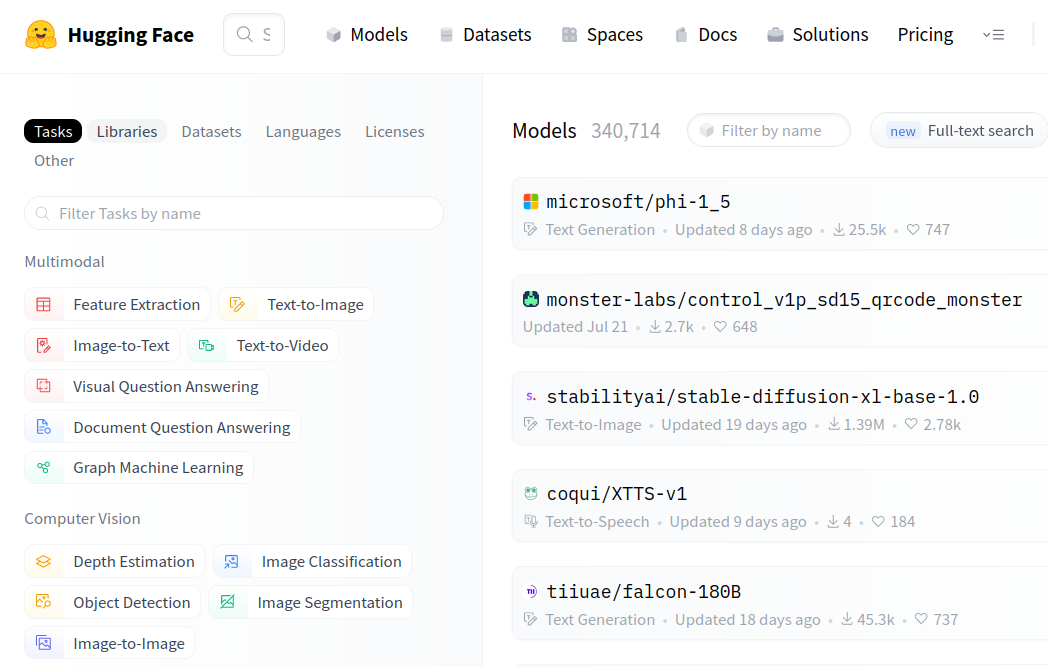 Hugging Face
S
Models
Datasets
Spaces
Docs
Solutions
Pricing
Tasks Libraries Datasets Languages Licenses
Other
Filter Tasks by name
Multimodal
Feature Extraction Text-to-Image
Image-to-Text Text-to-Video
Visual Question Answering
Document Question Answering
Graph Machine Learning
Computer Vision
Depth Estimation Image Classification
Object Detection Image Segmentation
Image-to-Image
Models 340,714 Filter by name new Full-text search
microsoft/phi-1_5
Text Generation • Updated 8 days ago • 25.5k • 747
monster-labs/control_v1p_sd15_qrcode_monster
Updated Jul 21 • 2.7k • 648
stabilityai/stable-diffusion-xl-base-1.0
Text-to-Image • Updated 19 days ago • 1.39M • 2.78k
coqui/XTTS-v1
Text-to-Speech • Updated 9 days ago • 4 • 184
tiiuae/falcon-180B
Text Generation • Updated 18 days ago • 45.3k • 737